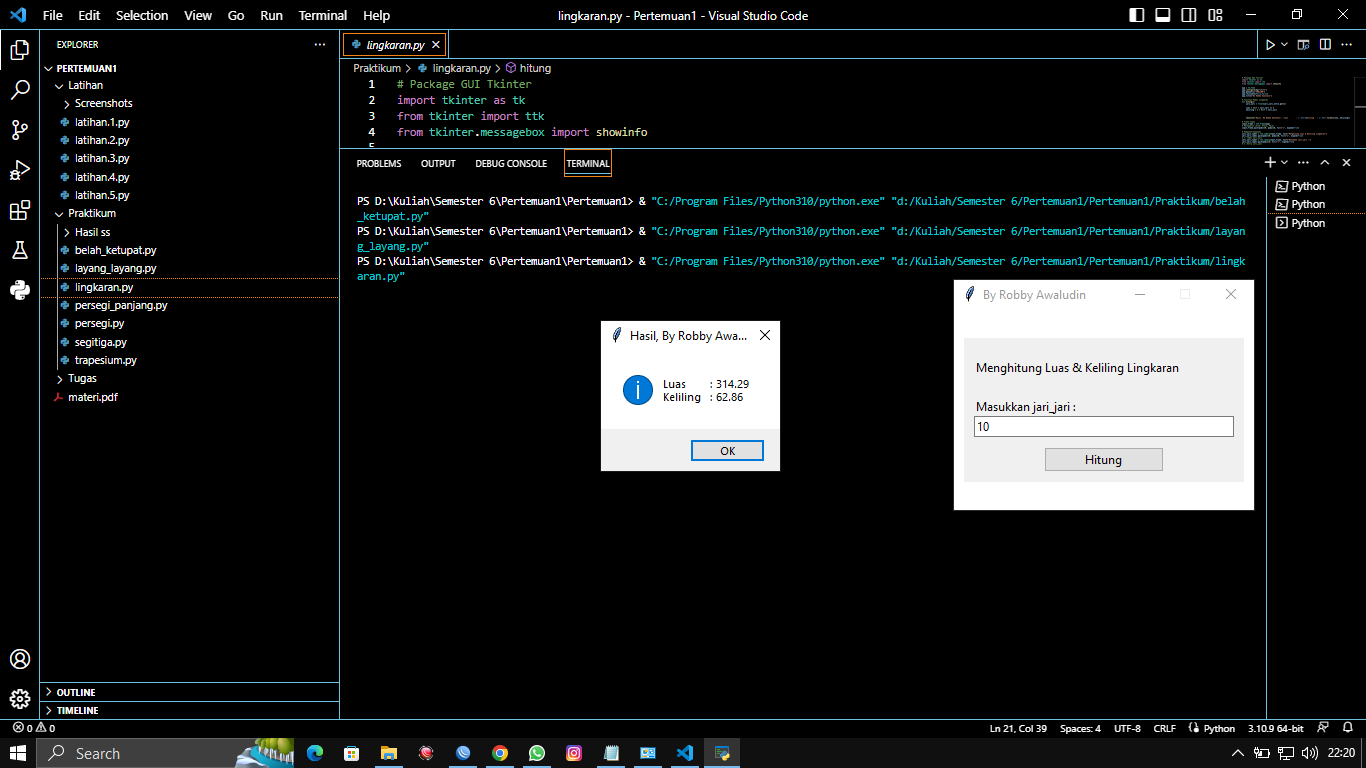 File Edit Selection View Go Run Terminal Help
lingkaran.py - Pertemuan1 - Visual Studio Code
EXPLORER
PERTEMUAN1
Latihan
Screenshots
latihan.1.py
latihan.2.py
latihan.3.py
latihan.4.py
latihan.5.py
Praktikum
Hasil ss
belah_ketupat.py
layang_layang.py
lingkaran.py
persegi_panjang.py
persegi.py
segitiga.py
trapesium.py
Tugas
materi.pdf
OUTLINE
TIMELINE
lingkaran.py
Praktikum > lingkaran.py > hitung
1 # Package GUI Tkinter
2 import tkinter as tk
3 from tkinter import ttk
4 from tkinter.messagebox import showinfo
PROBLEMS OUTPUT DEBUG CONSOLE TERMINAL
PS D:\Kuliah\Semester 6\Pertemuan1\Pertemuan1> & "C:/Program Files/Python310/python.exe" "d:/Kuliah/Semester 6/Pertemuan1/Pertemuan1/Praktikum/belah
_ketupat.py"
PS D:\Kuliah\Semester 6\Pertemuan1\Pertemuan1> & "C:/Program Files/Python310/python.exe" "d:/Kuliah/Semester 6/Pertemuan1/Pertemuan1/Praktikum/layan
g_layang.py"
PS D:\Kuliah\Semester 6\Pertemuan1\Pertemuan1> & "C:/Program Files/Python310/python.exe" "d:/Kuliah/Semester 6/Pertemuan1/Pertemuan1/Praktikum/lingk
aran.py"
Python
Python
Python
Hasil, By Robby Awa...
Luas : 314.29
Keliling : 62.86
OK
By Robby Awaludin
Menghitung Luas & Keliling Lingkaran
Masukkan jari_jari :
10
Hitung
0 0
Ln 21, Col 39 Spaces: 4 UTF-8 CRLF Python 3.10.9 64-bit
Search
22:20